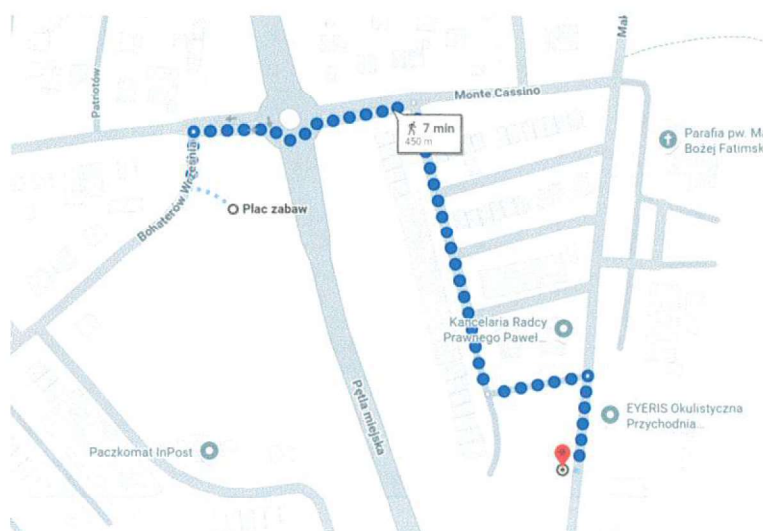 Patriotów
Monte Cassino
7 min
450 m
Parafia pw.
Bożej Fatimsk
Bohaterów Września
Plac zabaw
Kancelaria Radcy
Prawnego Paweł...
Pętla miejska
EYERIS Okulistyczna
Przychodnia...
Paczkomat InPost